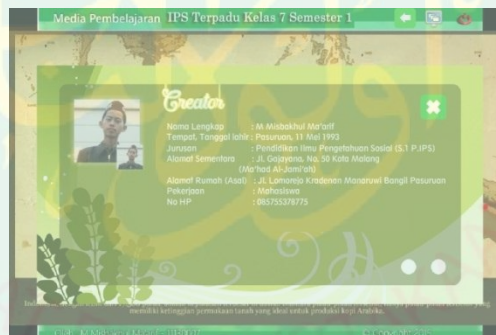 Media Pembelajaran IPS Terpadu Kelas 7 Semester 1
Creator
Nama Lengkap : M Misbakhul Ma'arif
Tempat, Tanggal lahir : Pasuruan, 11 Mei 1993
Jurusan : Pendidikan Ilmu Pengetahuan Sosial (S.1 P.IPS)
Alamat Sementara : Jl. Gajayana, No. 50 Kota Malang
(Ma'had Al-Jami'ah)
Alamat Rumah (Asal) : Jl. Lomorejo Kradenan Manaruwi Bangil Pasuruan
Pekerjaan : Mahasiswa
No HP : 085755378775
memiliki ketinggian permukaan tanah yang ideal untuk produksi kopi Arabika.